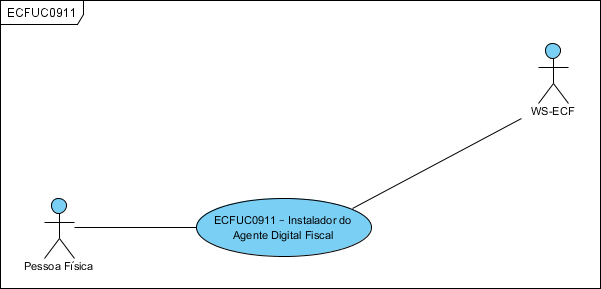 ECFUC0911
WS-ECF
ECFUC0911 – Instalador do
Agente Digital Fiscal
Pessoa Física